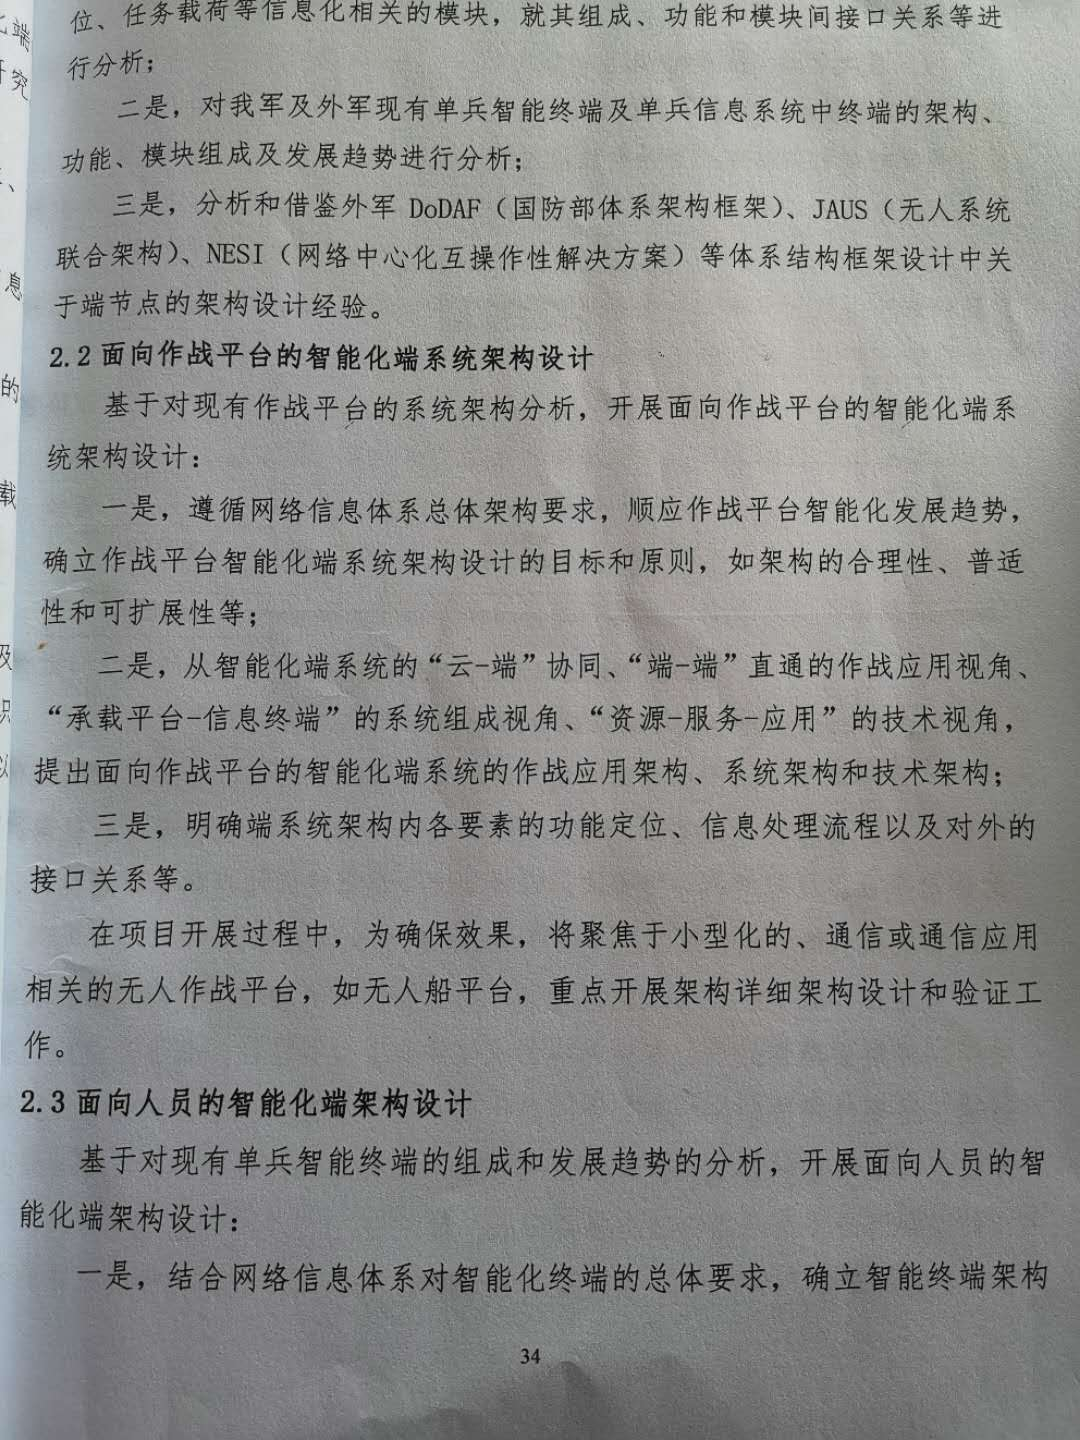 位、任务载荷等信息化相关的模块，就其组成、功能和模块间接口关系等进
行分析；
二是，对我军及外军现有单兵智能终端及单兵信息系统中终端的架构、
功能、模块组成及发展趋势进行分析；
三是，分析和借鉴外军 DoDAF（国防部体系架构框架）、JAUS（无人系统
联合架构）、NESI（网络中心化互操作性解决方案）等体系结构框架设计中关
于端节点的架构设计经验。
2.2 面向作战平台的智能化端系统架构设计
基于对现有作战平台的系统架构分析，开展面向作战平台的智能化端系
统架构设计：
一是，遵循网络信息体系总体架构要求，顺应作战平台智能化发展趋势，
确立作战平台智能化端系统架构设计的目标和原则，如架构的合理性、普适
性和可扩展性等；
二是，从智能化端系统的“云-端”协同、“端-端”直通的作战应用视角、
“承载平台-信息终端”的系统组成视角、“资源-服务-应用”的技术视角，
提出面向作战平台的智能化端系统的作战应用架构、系统架构和技术架构；
三是，明确端系统架构内各要素的功能定位、信息处理流程以及对外的
接口关系等。
在项目开展过程中，为确保效果，将聚焦于小型化的、通信或通信应用
相关的无人作战平台，如无人船平台，重点开展架构详细架构设计和验证工
作。
2.3 面向人员的智能化端架构设计
基于对现有单兵智能终端的组成和发展趋势的分析，开展面向人员的智
能化端架构设计：
一是，结合网络信息体系对智能化终端的总体要求，确立智能终端架构
34
端
究
、
息
的
载
及